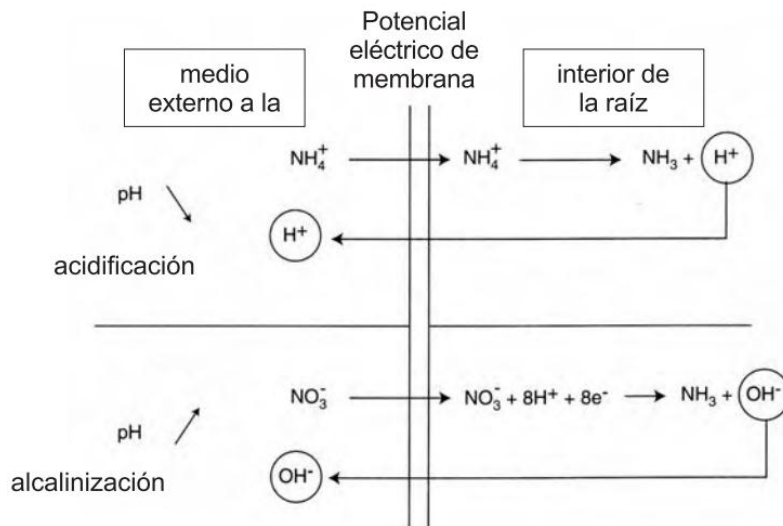 Potencial
eléctrico de
membrana
medio
externo a la
interior de
la raíz
NH₄⁺ NH₄⁺ NH₃ + H⁺
pH
H⁺
acidificación
NO₃⁻ NO₃⁻ + 8H⁺ + 8e⁻ NH₃ + OH⁻
pH
OH⁻
alcalinización